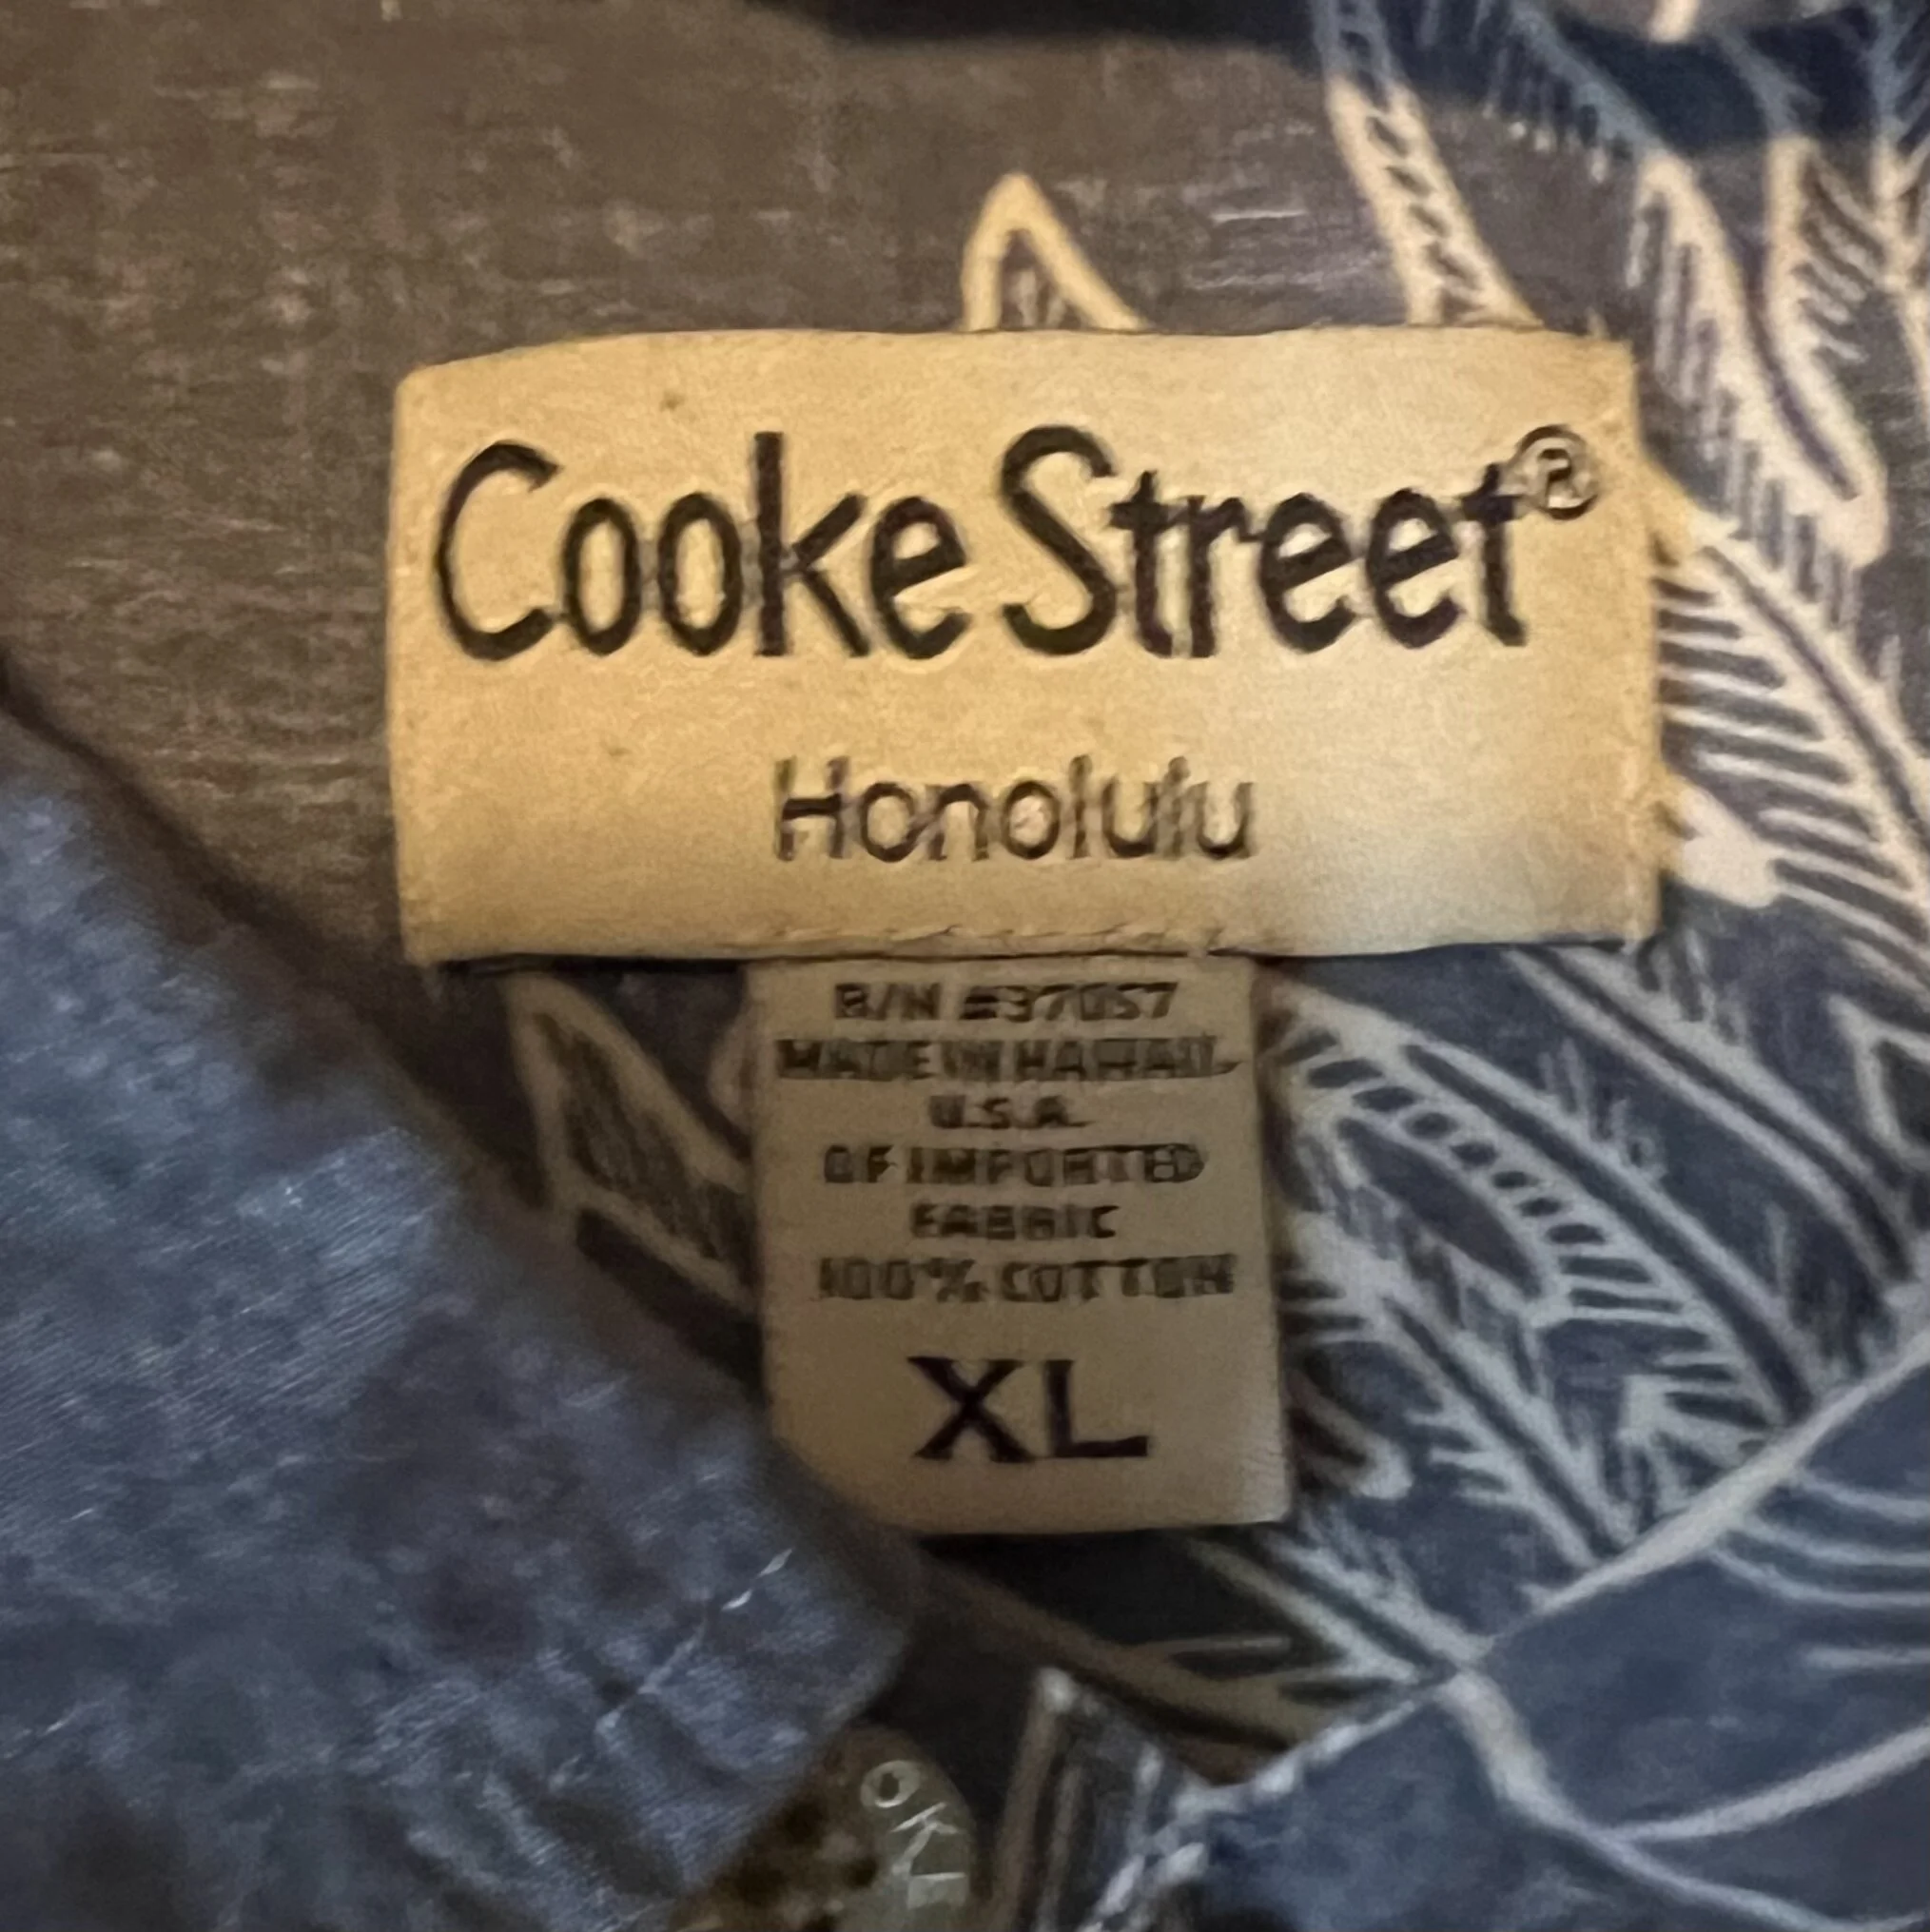 Cooke Street®
Honolulu
R/N #37057
MADE IN HAWAII,
U.S.A.
OF IMPORTED
FABRIC
100% COTTON
XL